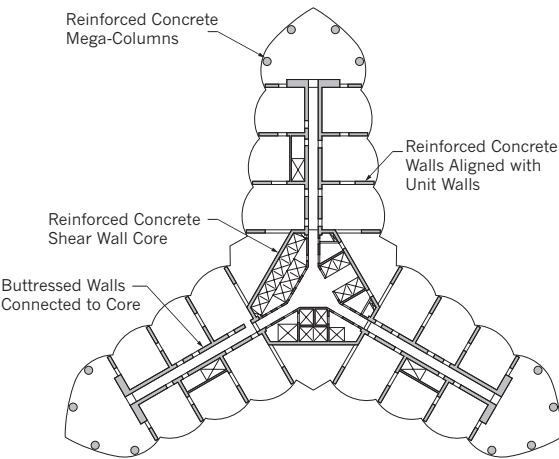 Reinforced Concrete
Mega-Columns
Reinforced Concrete
Walls Aligned with
Unit Walls
Reinforced Concrete
Shear Wall Core
Buttressed Walls
Connected to Core